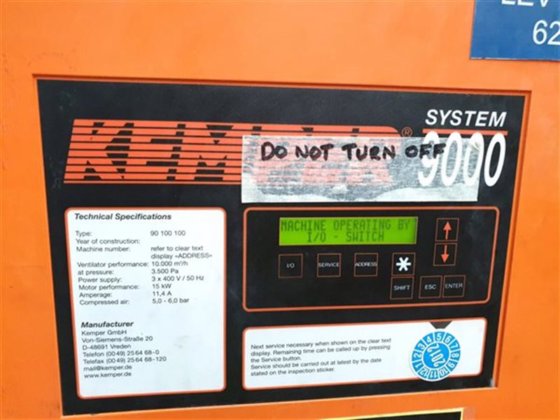 LEV
62
SYSTEM
9000
KEM
®
DO NOT TURN OFF
Technical Specifications
Type: 90 100 100
Year of construction:
Machine number: refer to clear text
display «ADDRESS»
Ventilator performance: 10.000 m³/h
at pressure: 3.500 Pa
Power supply: 3 x 400 V / 50 Hz
Motor performance: 15 kW
Amperage: 11,4 A
Compressed air: 5,0 - 6,0 bar
Manufacturer
Kemper GmbH
Von-Siemens-Straße 20
D-48691 Vreden
Telefon (0049) 25 64 68-0
Telefax (0049) 25 64 68-120
mail@kemper.de
www.kemper.de
MACHINE OPERATING BY
I/O - SWITCH
I/O
SERVICE
ADDRESS
*
SHIFT
ESC
ENTER
Next service necessary when shown on the clear text
display. Remaining time can be called up by pressing
the Service button.
Service should be carried out at latest by the date
stated on the inspection sticker.